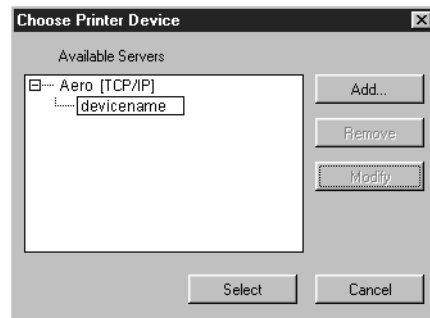 Choose Printer Device
Available Servers
Aero [TCP/IP]
devicename
Add...
Remove
Modify
Select
Cancel